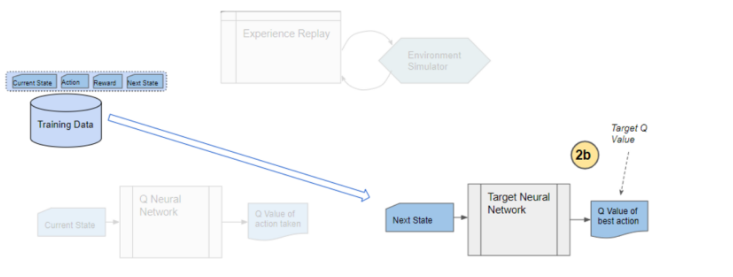 Experience Replay
Environment
Simulator
Current State
Action
Reward
Next State
Training Data
Target Q
Value
2b
Q Neural
Network
Current State
Q Value of
action taken
Next State
Target Neural
Network
Q Value of
best action